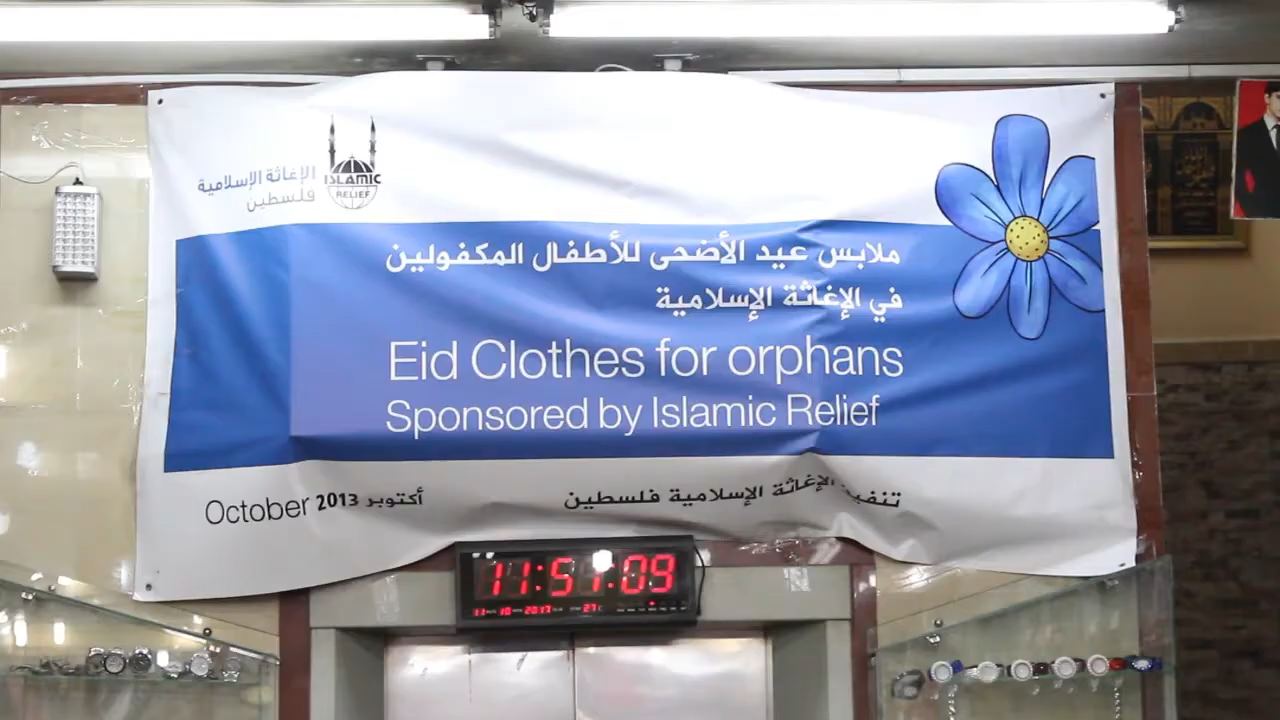 الإغاثة الإسلامية
فلسطين
ISLAMIC
RELIEF
ملابس عيد الأضحى للأطفال المكفولين
في الإغاثة الإسلامية
Eid Clothes for orphans
Sponsored by Islamic Relief
October 2013 أكتوبر
الإغاثة الإسلامية فلسطين
11:51:09